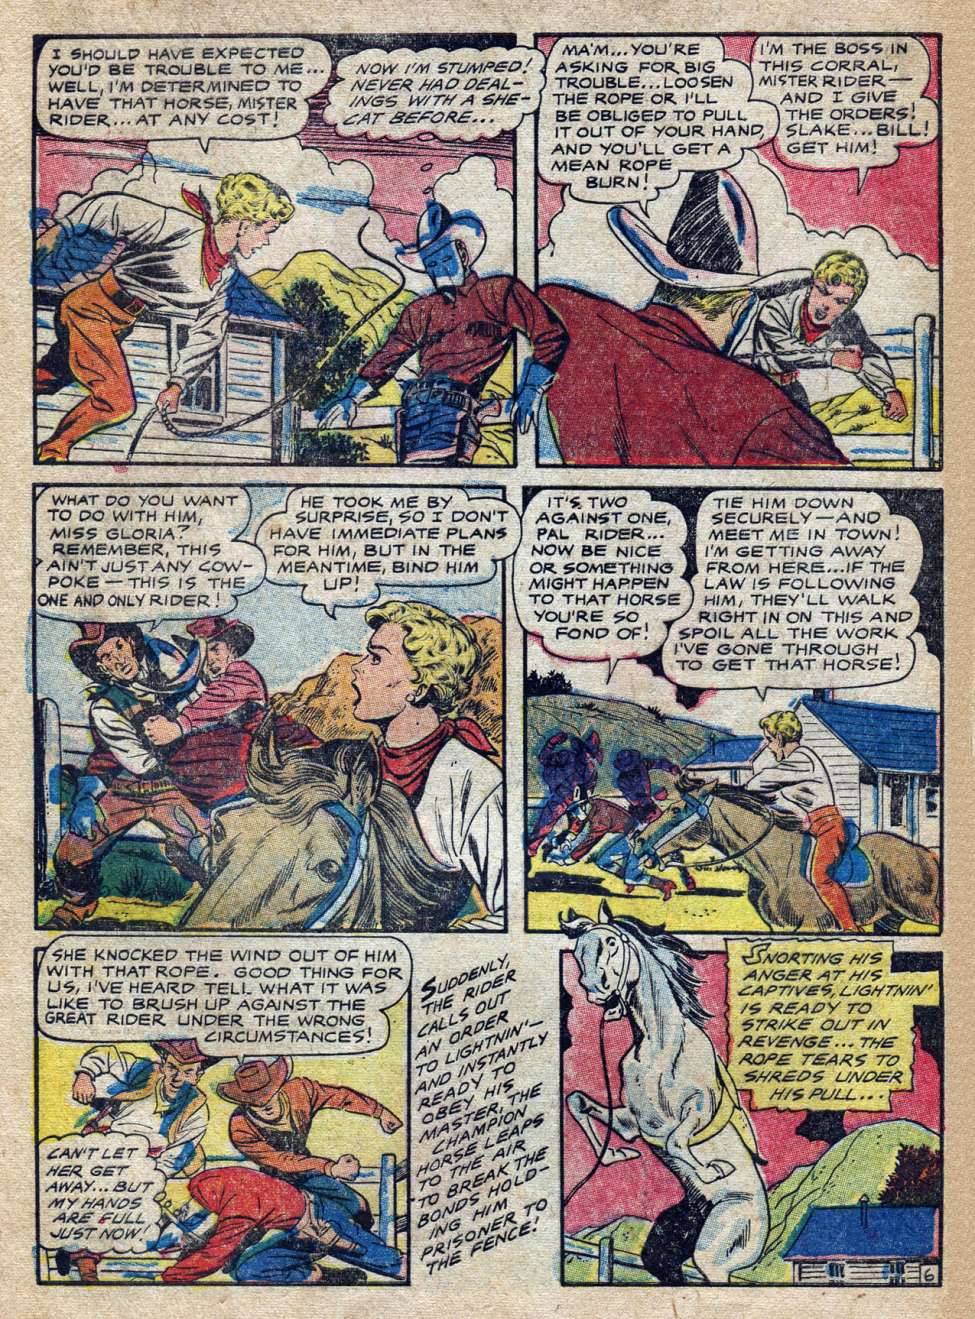 I SHOULD HAVE EXPECTED
YOU'D BE TROUBLE TO ME...
WELL, I'M DETERMINED TO
HAVE THAT HORSE, MISTER
RIDER... AT ANY COST!
NOW I'M STUMPED!
NEVER HAD DEAL-
INGS WITH A SHE-
CAT BEFORE...
MA'M... YOU'RE
ASKING FOR BIG
TROUBLE... LOOSEN
THE ROPE OR I'LL
BE OBLIGED TO PULL
IT OUT OF YOUR HAND,
AND YOU'LL GET A
MEAN ROPE
BURN!
I'M THE BOSS IN
THIS CORRAL,
MISTER RIDER—
AND I GIVE
THE ORDERS!
SLAKE... BILL!
GET HIM!
WHAT DO YOU WANT
TO DO WITH HIM,
MISS GLORIA?
REMEMBER, THIS
AIN'T JUST ANY COW-
POKE—THIS IS THE
ONE AND ONLY RIDER!
HE TOOK ME BY
SURPRISE, SO I DON'T
HAVE IMMEDIATE PLANS
FOR HIM, BUT IN THE
MEANTIME, BIND HIM
UP!
IT'S TWO
AGAINST ONE,
PAL RIDER...
NOW BE NICE
OR SOMETHING
MIGHT HAPPEN
TO THAT HORSE
YOU'RE SO
FOND OF!
TIE HIM DOWN
SECURELY—AND
MEET ME IN TOWN!
I'M GETTING AWAY
FROM HERE... IF THE
LAW IS FOLLOWING
HIM, THEY'LL WALK
RIGHT IN ON THIS AND
SPOIL ALL THE WORK
I'VE GONE THROUGH
TO GET THAT HORSE!
SHE KNOCKED THE WIND OUT OF HIM
WITH THAT ROPE. GOOD THING FOR
US, I'VE HEARD TELL WHAT IT WAS
LIKE TO BRUSH UP AGAINST THE
GREAT RIDER UNDER THE WRONG
CIRCUMSTANCES!
CAN'T LET
HER GET
AWAY... BUT
MY HANDS
ARE FULL
JUST NOW!
SUDDENLY,
THE RIDER
CALLS OUT
AN ORDER
TO LIGHTNIN'—
AND INSTANTLY
READY TO
OBEY HIS
MASTER, THE
CHAMPION
HORSE LEAPS
TO THE AIR
TO BREAK THE
BONDS HOLD-
ING HIM
PRISONER TO
THE FENCE!
SNORTING HIS
ANGER AT HIS
CAPTIVES, LIGHTNIN'
IS READY TO
STRIKE OUT IN
REVENGE... THE
ROPE TEARS TO
SHREDS UNDER
HIS PULL...
6